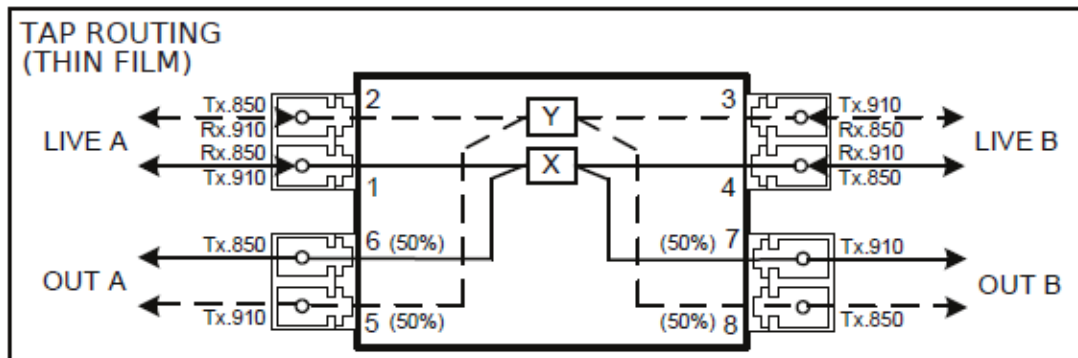 TAP ROUTING
(THIN FILM)
Tx.850
Rx.910
LIVE A
Rx.850
Tx.910
2
1
Y
X
3
4
Tx.910
Rx.850
LIVE B
Rx.910
Tx.850
Tx.850
OUT A
Tx.910
6 (50%)
5 (50%)
(50%) 7
(50%) 8
Tx.910
OUT B
Tx.850